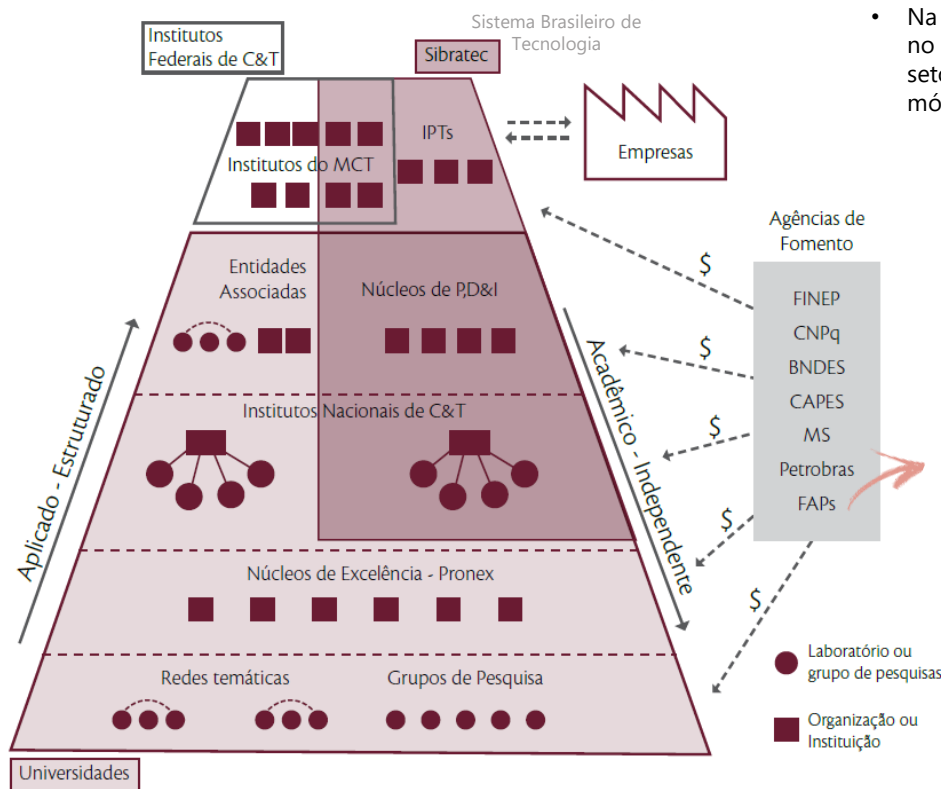 Sistema Brasileiro de
Tecnologia
Institutos
Federais de C&T
Sibratec
• Na
no
IPTs
Institutos do MCT
Empresas
Agências de
Fomento
FINEP
CNPq
BNDES
CAPES
MS
Petrobras
FAPs
$
$
$
$
$
Entidades
Associadas
Núcleos de P,D&I
Institutos Nacionais de C&T
Aplicado - Estruturado
Acadêmico - Independente
Núcleos de Excelência - Pronex
Redes temáticas
Grupos de Pesquisa
Laboratório ou
grupo de pesquisas
Organização ou
Instituição
Universidades